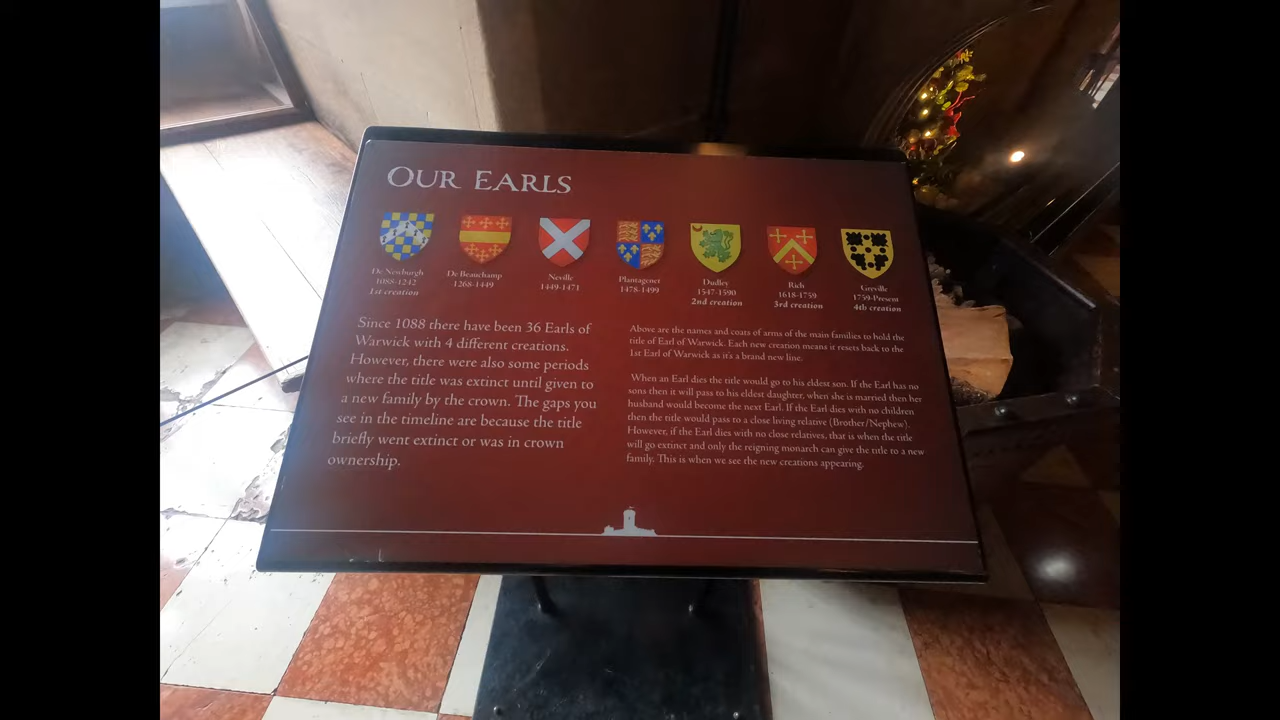 OUR EARLS
De Newburgh
1088-1242
1st creation
De Beauchamp
1268-1449
Neville
1449-1471
Plantagenet
1478-1499
Dudley
1547-1590
2nd creation
Rich
1618-1759
3rd creation
Greville
1759-Present
4th creation
Since 1088 there have been 36 Earls of
Warwick with 4 different creations.
However, there were also some periods
where the title was extinct until given to
a new family by the crown. The gaps you
see in the timeline are because the title
briefly went extinct or was in crown
ownership.
Above are the names and coats of arms of the main families to hold the
title of Earl of Warwick. Each new creation means it resets back to the
1st Earl of Warwick as it's a brand new line.
When an Earl dies the title would go to his eldest son. If the Earl has no
sons then it will pass to his eldest daughter, when she is married then her
husband would become the next Earl. If the Earl dies with no children
then the title would pass to a close living relative (Brother/Nephew).
However, if the Earl dies with no close relatives, that is when the title
will go extinct and only the reigning monarch can give the title to a new
family. This is when we see the new creations appearing.